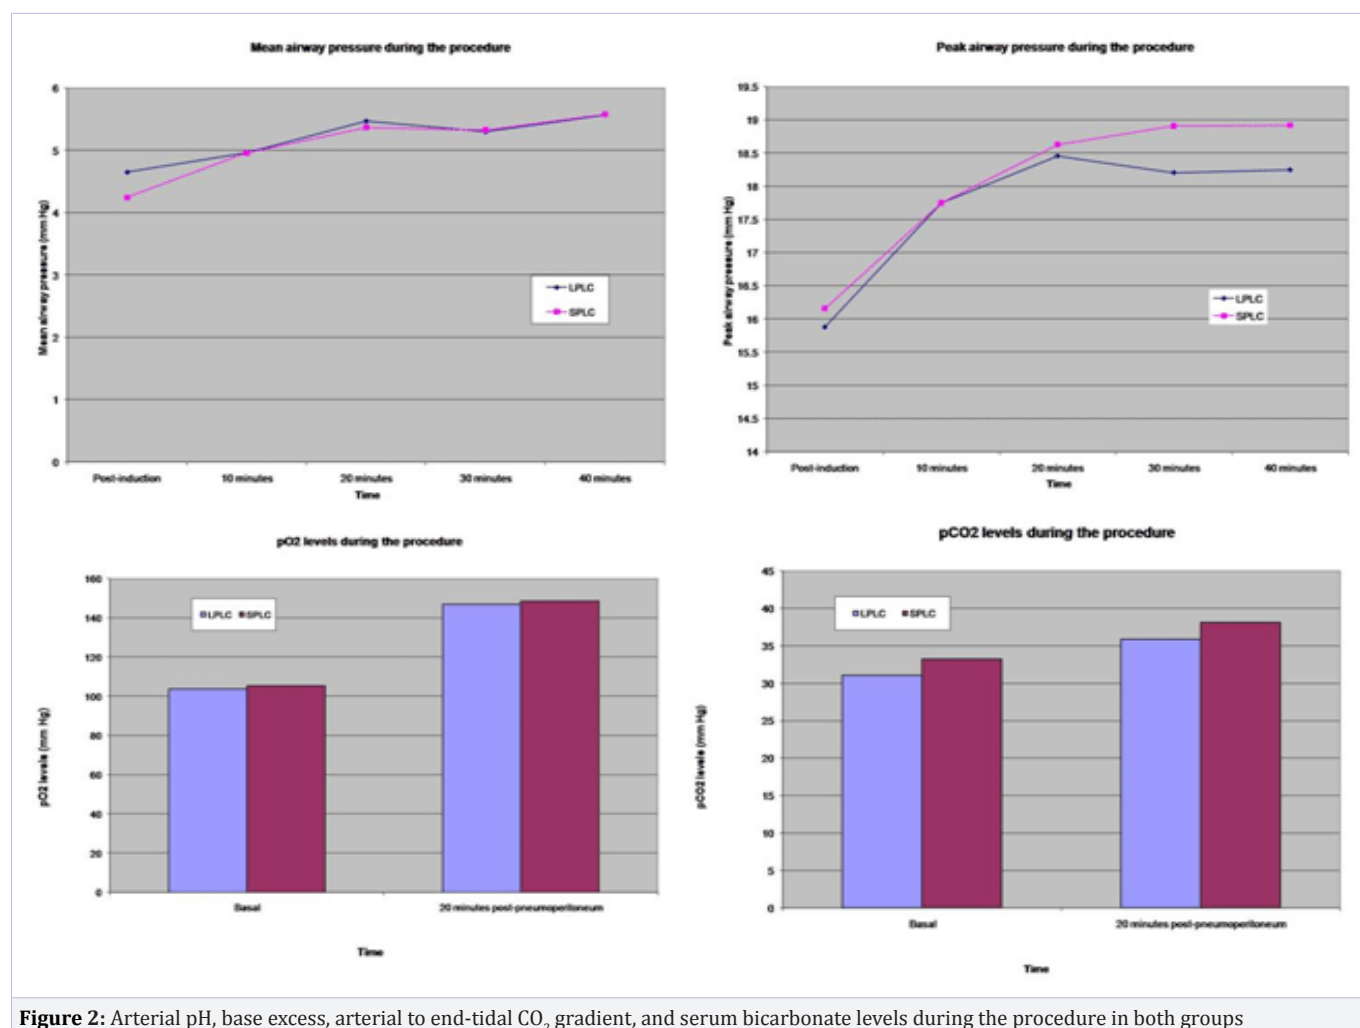 Mean airway pressure during the procedure
Mean airway pressure (mm Hg)
6
5
4
3
2
1
0
LPLC
SPLC
Post-induction 10 minutes 20 minutes 30 minutes 40 minutes
Time
Peak airway pressure during the procedure
Peak airway pressure (mm Hg)
19.5
19
18.5
18
17.5
17
16.5
16
15.5
15
14.5
14
LPLC
SPLC
Post-induction 10 minutes 20 minutes 30 minutes 40 minutes
Time
pO2 levels during the procedure
pO2 levels (mm Hg)
160
140
120
100
80
60
40
20
0
LPLC SPLC
Basal 20 minutes post-pneumoperitoneum
Time
pCO2 levels during the procedure
pCO2 levels (mm Hg)
45
40
35
30
25
20
15
10
5
0
LPLC SPLC
Basal 20 minutes post-pneumoperitoneum
Time
Figure 2: Arterial pH, base excess, arterial to end-tidal CO₂ gradient, and serum bicarbonate levels during the procedure in both groups